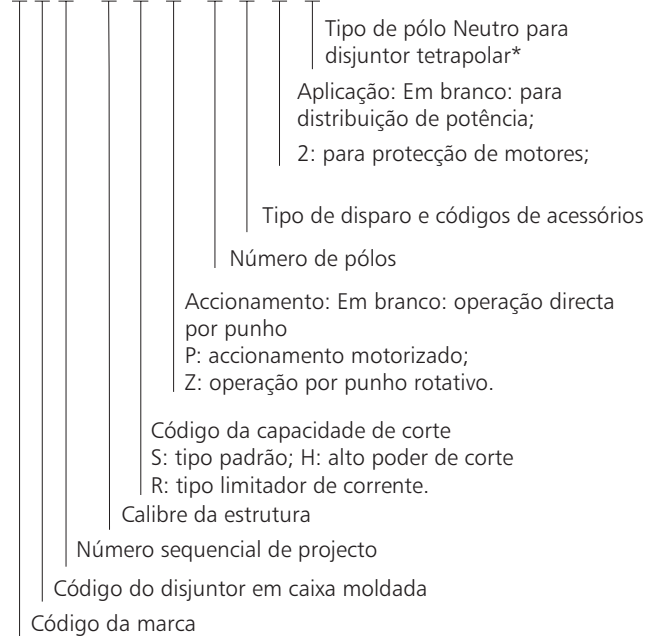 Tipo de pólo Neutro para
disjuntor tetrapolar*
Aplicação: Em branco: para
distribuição de potência;
2: para protecção de motores;
Tipo de disparo e códigos de acessórios
Número de pólos
Accionamento: Em branco: operação directa
por punho
P: accionamento motorizado;
Z: operação por punho rotativo.
Código da capacidade de corte
S: tipo padrão; H: alto poder de corte
R: tipo limitador de corrente.
Calibre da estrutura
Número sequencial de projecto
Código do disjuntor em caixa moldada
Código da marca